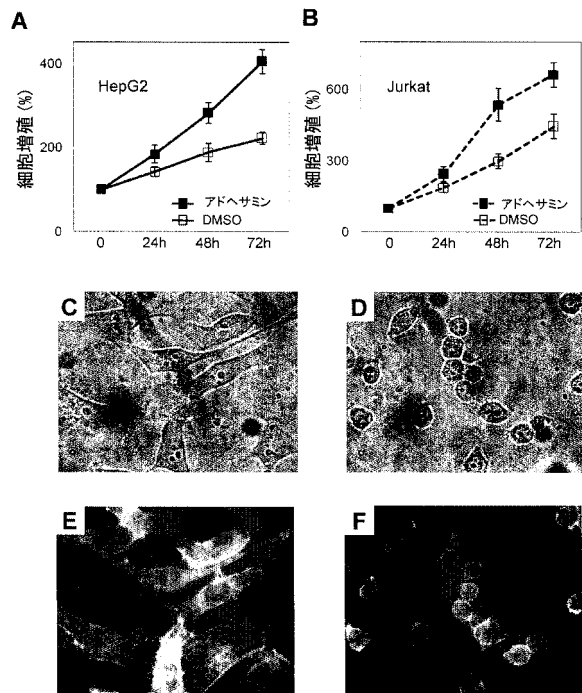 A
B
細胞増殖 (%)
400
200
0
HepG2
アドヘサミン
DMSO
0 24h 48h 72h
細胞増殖 (%)
600
300
0
Jurkat
アドヘサミン
DMSO
0 24h 48h 72h
C
D
E
F